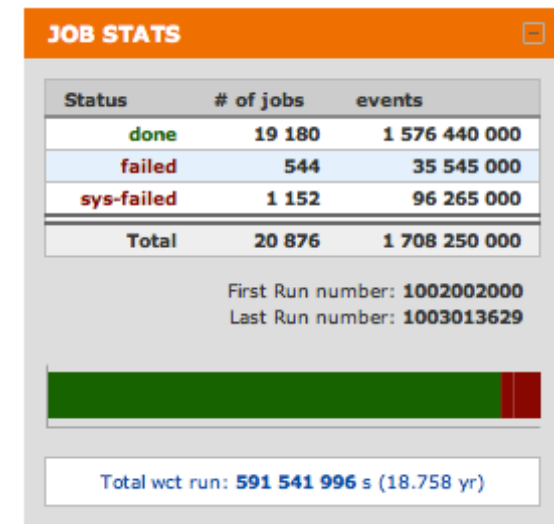 JOB STATS
Status # of jobs events
done 19 180 1 576 440 000
failed 544 35 545 000
sys-failed 1 152 96 265 000
Total 20 876 1 708 250 000
First Run number: 1002002000
Last Run number: 1003013629
Total wct run: 591 541 996 s (18.758 yr)